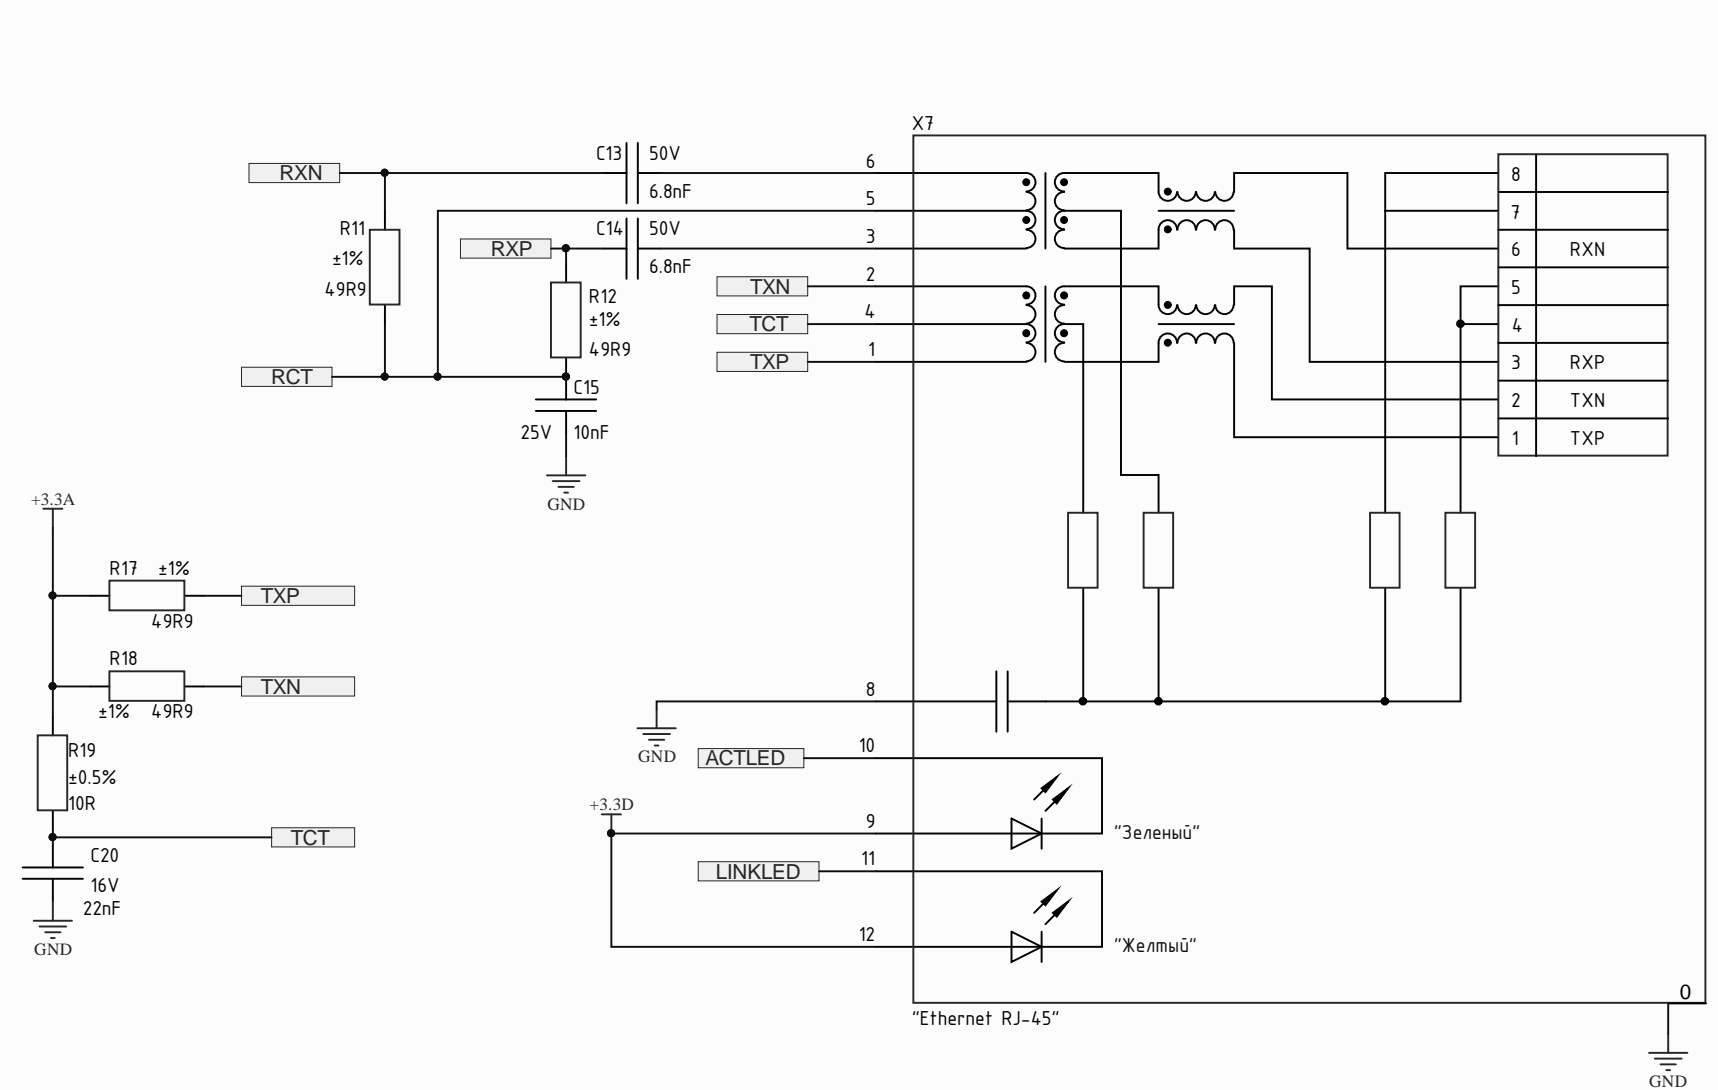 X7
C13 50V
6.8nF
RXN
R11
±1%
49R9
C14 50V
6.8nF
RXP
R12
±1%
49R9
RCT
C15
25V 10nF
GND
6
5
3
TXN 2
TCT 4
TXP 1
8
7
6 RXN
5
4
3 RXP
2 TXN
1 TXP
+3.3A
R17 ±1%
49R9
TXP
R18
±1% 49R9
TXN
R19
±0.5%
10R
TCT
C20
16V
22nF
GND
8
GND
ACTLED 10
+3.3D
9
"Зеленый"
LINKLED 11
12
"Желтый"
"Ethernet RJ-45"
0
GND